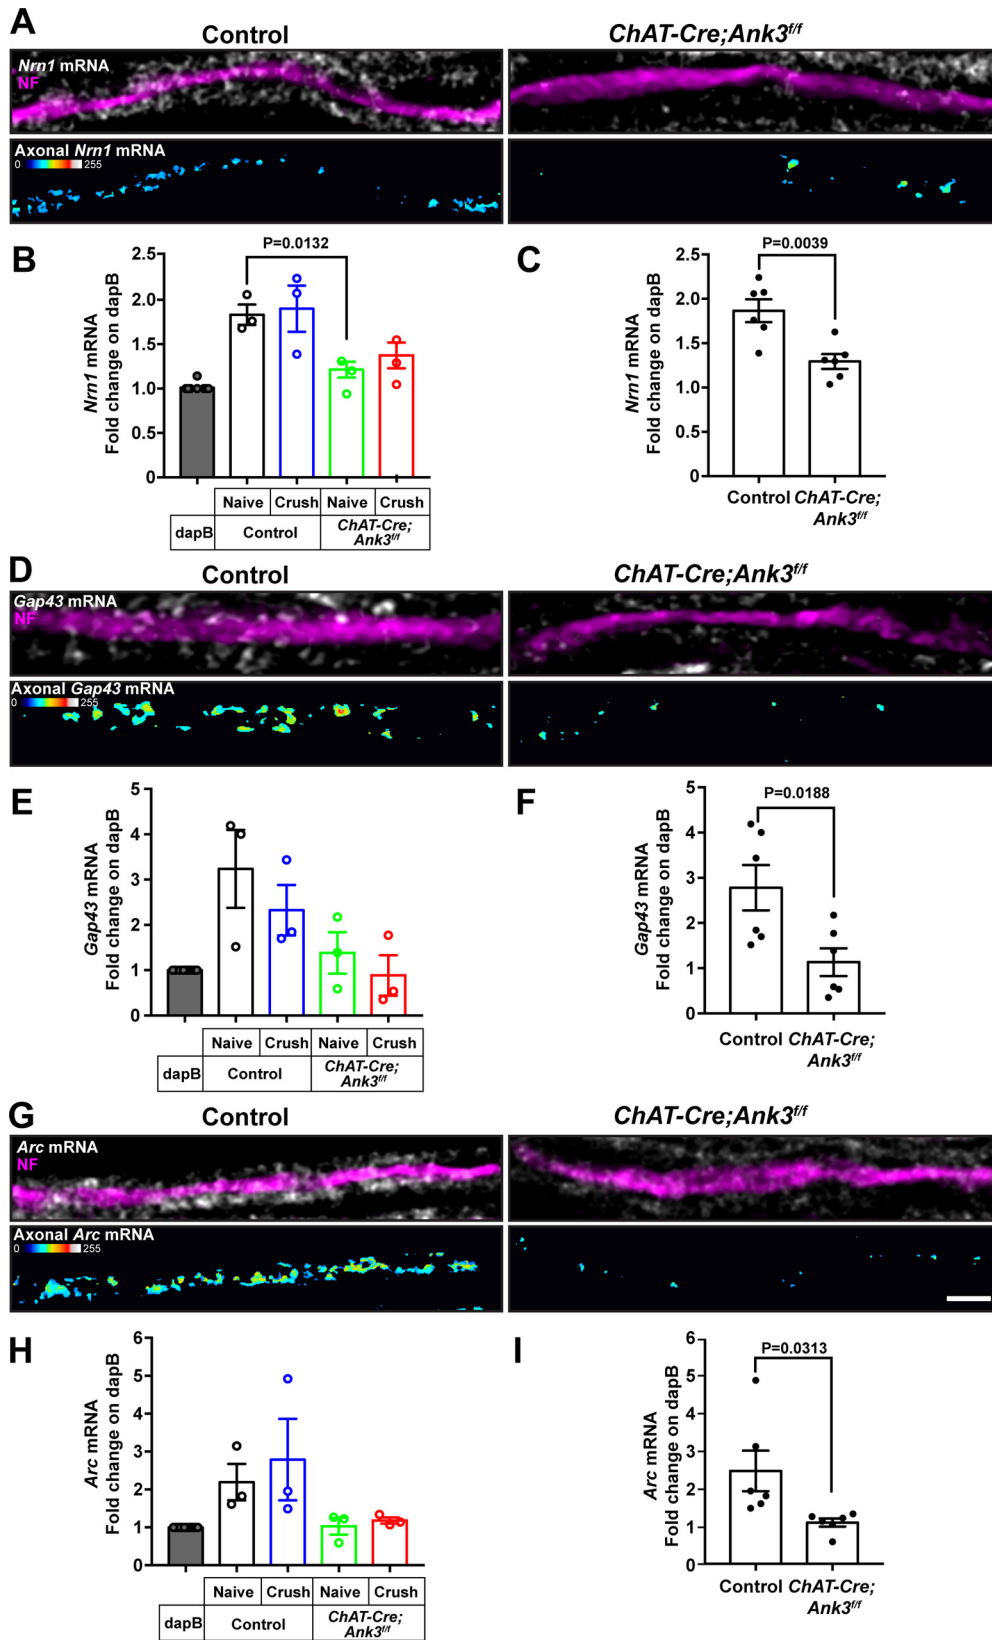 A
Control
ChAT-Cre;Ank3f/f
Nrn1 mRNA
NF
Axonal Nrn1 mRNA
0 255
B
Nrn1 mRNA
Fold change on dapB
2.5
2.0
1.5
1.0
0.5
0
P=0.0132
Naive Crush Naive Crush
dapB Control ChAT-Cre;
Ank3f/f
C
Nrn1 mRNA
Fold change on dapB
2.5
2.0
1.5
1.0
0.5
0
P=0.0039
Control ChAT-Cre;
Ank3f/f
D
Control
ChAT-Cre;Ank3f/f
Gap43 mRNA
NF
Axonal Gap43 mRNA
0 255
E
Gap43 mRNA
Fold change on dapB
5
4
3
2
1
0
Naive Crush Naive Crush
dapB Control ChAT-Cre;
Ank3f/f
F
Gap43 mRNA
Fold change on dapB
5
4
3
2
1
0
P=0.0188
Control ChAT-Cre;
Ank3f/f
G
Control
ChAT-Cre;Ank3f/f
Arc mRNA
NF
Axonal Arc mRNA
0 255
H
Arc mRNA
Fold change on dapB
6
5
4
3
2
1
0
Naive Crush Naive Crush
dapB Control ChAT-Cre;
Ank3f/f
I
Arc mRNA
Fold change on dapB
6
5
4
3
2
1
0
P=0.0313
Control ChAT-Cre;
Ank3f/f